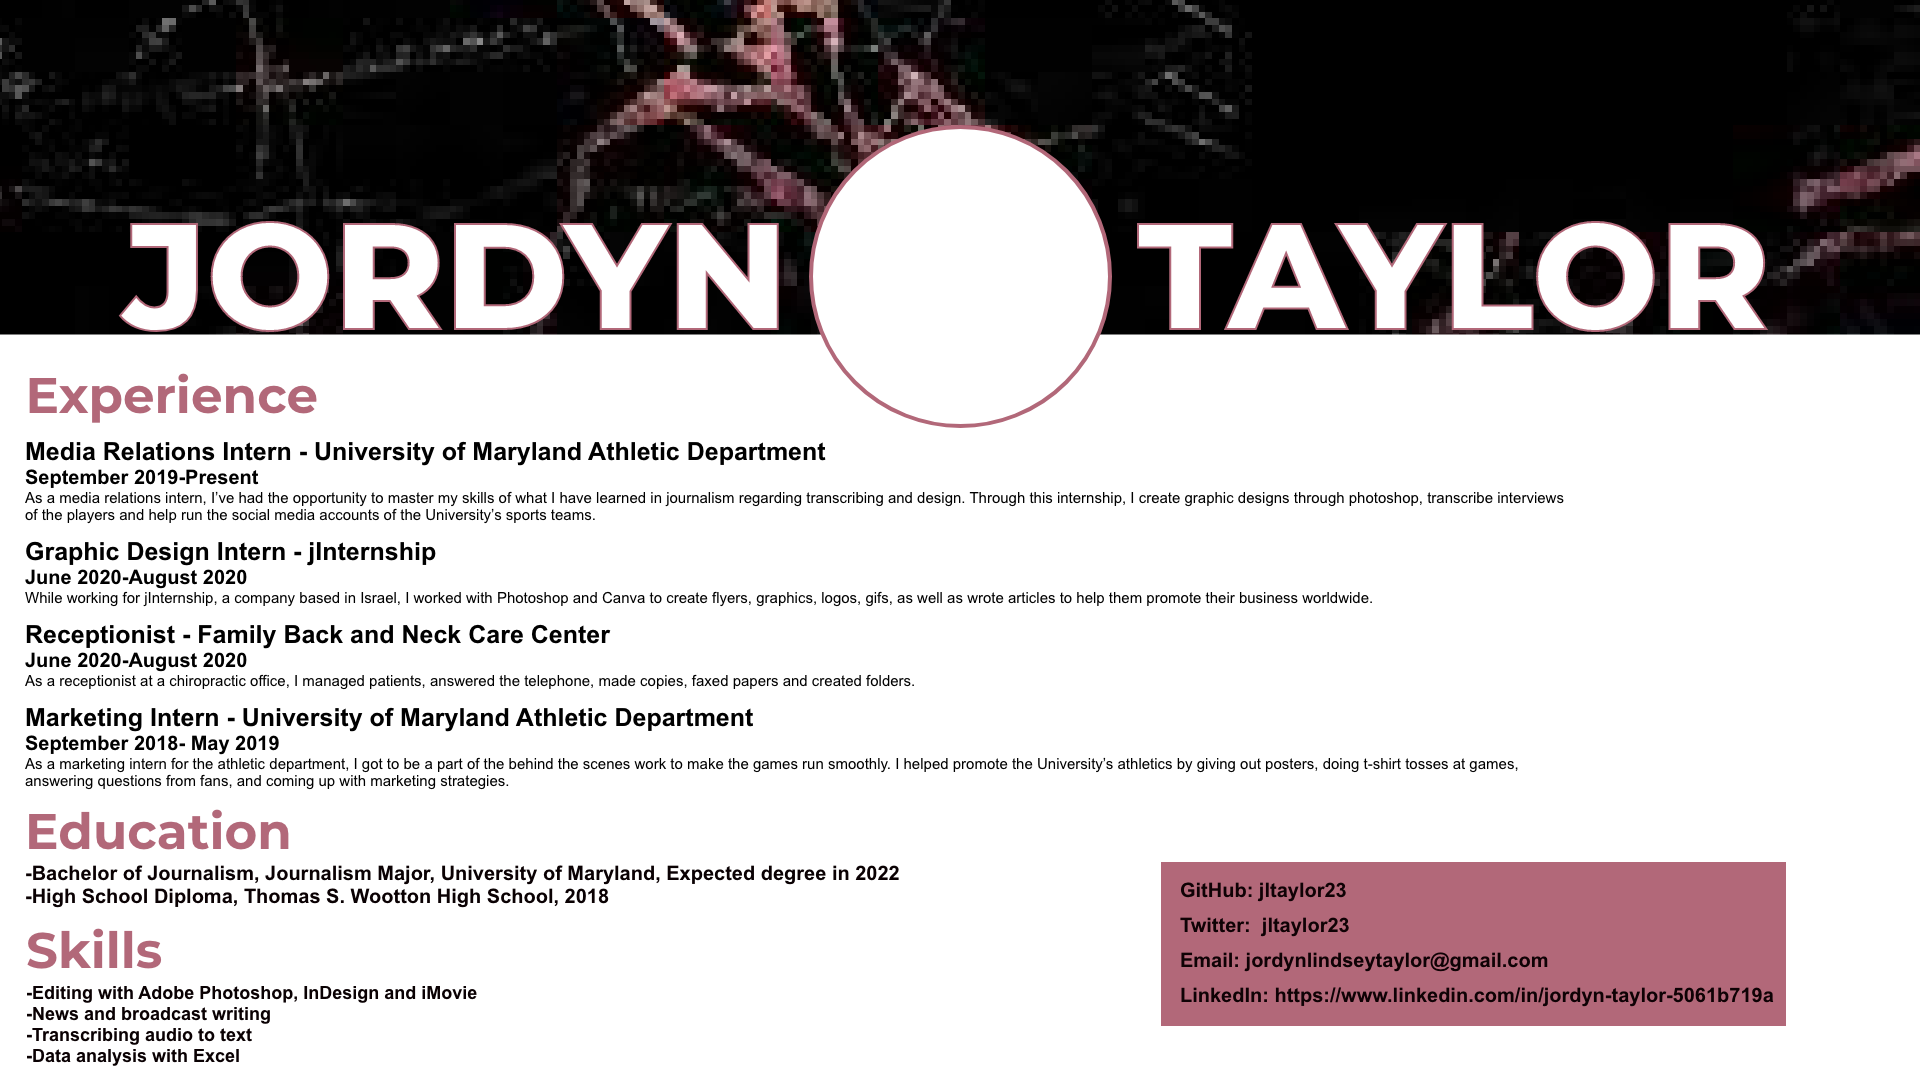 JORDYN TAYLOR
Experience
Media Relations Intern - University of Maryland Athletic Department
September 2019-Present
As a media relations intern, I’ve had the opportunity to master my skills of what I have learned in journalism regarding transcribing and design. Through this internship, I create graphic designs through photoshop, transcribe interviews
of the players and help run the social media accounts of the University’s sports teams.
Graphic Design Intern - jInternship
June 2020-August 2020
While working for jInternship, a company based in Israel, I worked with Photoshop and Canva to create flyers, graphics, logos, gifs, as well as wrote articles to help them promote their business worldwide.
Receptionist - Family Back and Neck Care Center
June 2020-August 2020
As a receptionist at a chiropractic office, I managed patients, answered the telephone, made copies, faxed papers and created folders.
Marketing Intern - University of Maryland Athletic Department
September 2018- May 2019
As a marketing intern for the athletic department, I got to be a part of the behind the scenes work to make the games run smoothly. I helped promote the University’s athletics by giving out posters, doing t-shirt tosses at games,
answering questions from fans, and coming up with marketing strategies.
Education
-Bachelor of Journalism, Journalism Major, University of Maryland, Expected degree in 2022
-High School Diploma, Thomas S. Wootton High School, 2018
Skills
-Editing with Adobe Photoshop, InDesign and iMovie
-News and broadcast writing
-Transcribing audio to text
-Data analysis with Excel
GitHub: jltaylor23
Twitter:  jltaylor23
Email: jordynlindseytaylor@gmail.com
LinkedIn: https://www.linkedin.com/in/jordyn-taylor-5061b719a